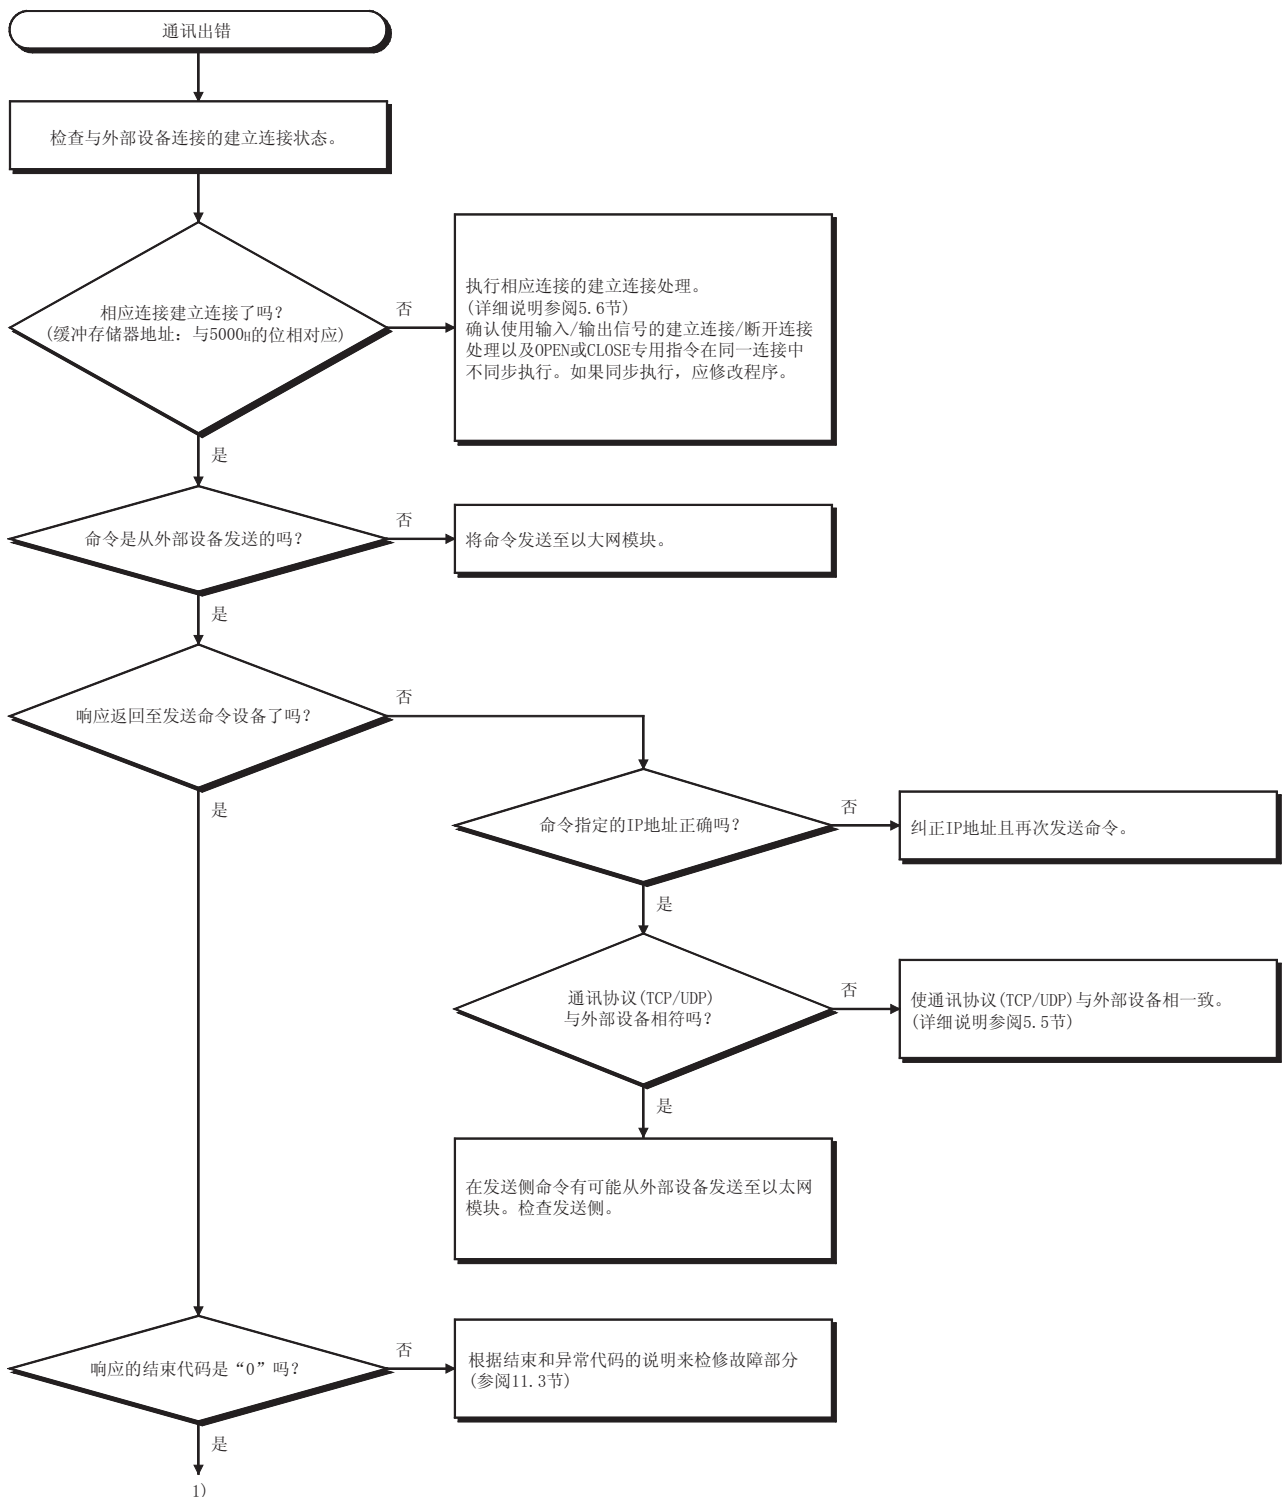 通讯出错
检查与外部设备连接的建立连接状态。
相应连接建立连接了吗?
(缓冲存储器地址: 与5000H的位相对应)
否
执行相应连接的建立连接处理。
(详细说明参阅5.6节)
确认使用输入/输出信号的建立连接/断开连接
处理以及OPEN或CLOSE专用指令在同一连接中
不同步执行。如果同步执行, 应修改程序。
是
命令是从外部设备发送的吗?
否
将命令发送至以大网模块。
是
响应返回至发送命令设备了吗?
否
是
命令指定的IP地址正确吗?
否
纠正IP地址且再次发送命令。
是
通讯协议(TCP/UDP)
与外部设备相符吗?
否
使通讯协议(TCP/UDP)与外部设备相一致。
(详细说明参阅5.5节)
是
在发送侧命令有可能从外部设备发送至以太网
模块。检查发送侧。
响应的结束代码是“0”吗?
否
根据结束和异常代码的说明来检修故障部分
(参阅11.3节)
是
1)